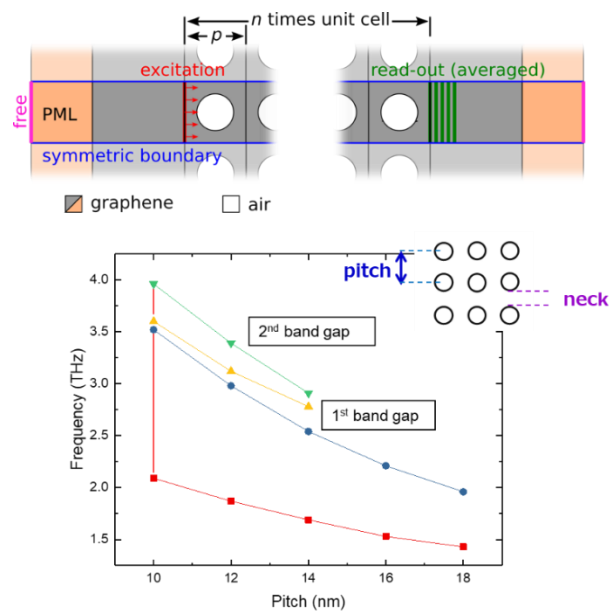 n times unit cell
p
excitation
read-out (averaged)
free
PML
symmetric boundary
graphene
air
pitch
neck
4.0
3.5
3.0
2.5
2.0
1.5
Frequency (THz)
2nd band gap
1st band gap
10
12
14
16
18
Pitch (nm)